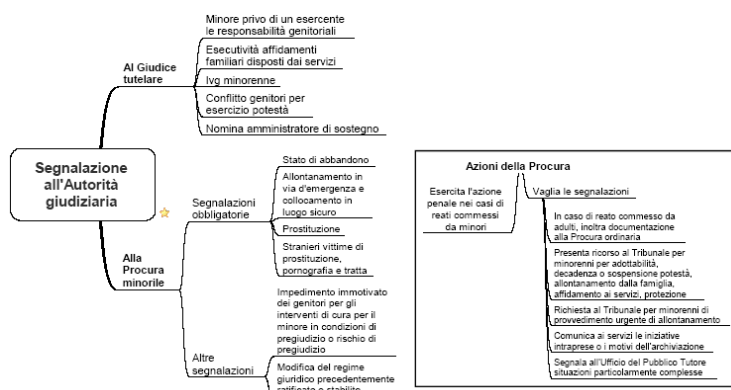 Segnalazione
all'Autorità
giudiziaria
Al Giudice
tutelare
Minore privo di un esercente
le responsabilità genitoriali
Esecutività affidamenti
familiari disposti dai servizi
Ivg minorenne
Conflitto genitori per
esercizio potestà
Nomina amministratore di sostegno
Alla
Procura
minorile
Segnalazioni
obbligatorie
Stato di abbandono
Allontanamento in
via d'emergenza e
collocamento in
luogo sicuro
Prostituzione
Stranieri vittime di
prostituzione,
pornografia e tratta
Altre
segnalazioni
Impedimento immotivato
dei genitori per gli
interventi di cura per il
minore in condizioni di
pregiudizio o rischio di
pregiudizio
Modifica del regime
giuridico precedentemente
ratificato o stabilito
Azioni della Procura
Esercita l'azione
penale nei casi di
reati commessi
da minori
Vaglia le segnalazioni
In caso di reato commesso da
adulti, inoltra documentazione
alla Procura ordinaria
Presenta ricorso al Tribunale per
minorenni per adottabilità,
decadenza o sospensione potestà,
allontanamento dalla famiglia,
affidamento ai servizi, protezione
Richiesta al Tribunale per minorenni di
provvedimento urgente di allontanamento
Comunica ai servizi le iniziative
intraprese o i motivi dell'archiviazione
Segnala all'Ufficio del Pubblico Tutore
situazioni particolamente complesse